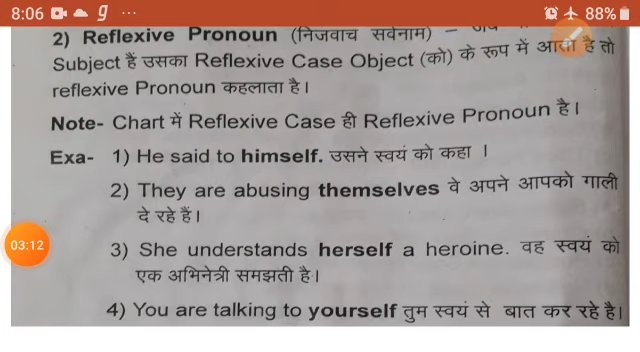 8:06 88%
2) Reflexive Pronoun (निजवाच सर्वनाम) –
Subject हैं उसका Reflexive Case Object (को) के रूप में आता है तो
reflexive Pronoun कहलाता है।
Note- Chart में Reflexive Case ही Reflexive Pronoun है।
Exa- 1) He said to himself. उसने स्वयं को कहा ।
2) They are abusing themselves वे अपने आपको गाली
दे रहे हैं।
03:12
3) She understands herself a heroine. वह स्वयं को
एक अभिनेत्री समझती है।
4) You are talking to yourself तुम स्वयं से बात कर रहे है।